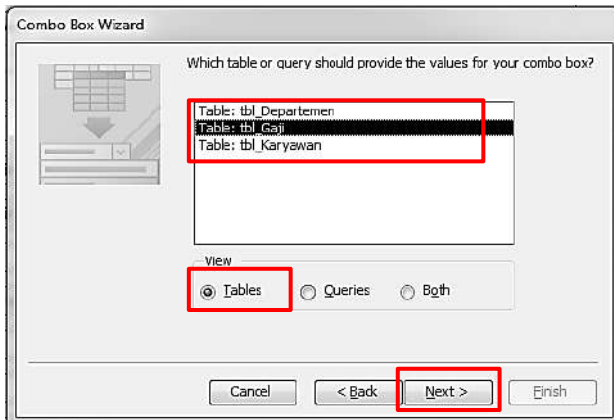 Combo Box Wizard
Which table or query should provide the values for your combo box?
Table: tbl_Departemen
Table: tbl_Gaji
Table: tbl_Karyawan
View
Tables Queries Both
Cancel < Back Next > Finish